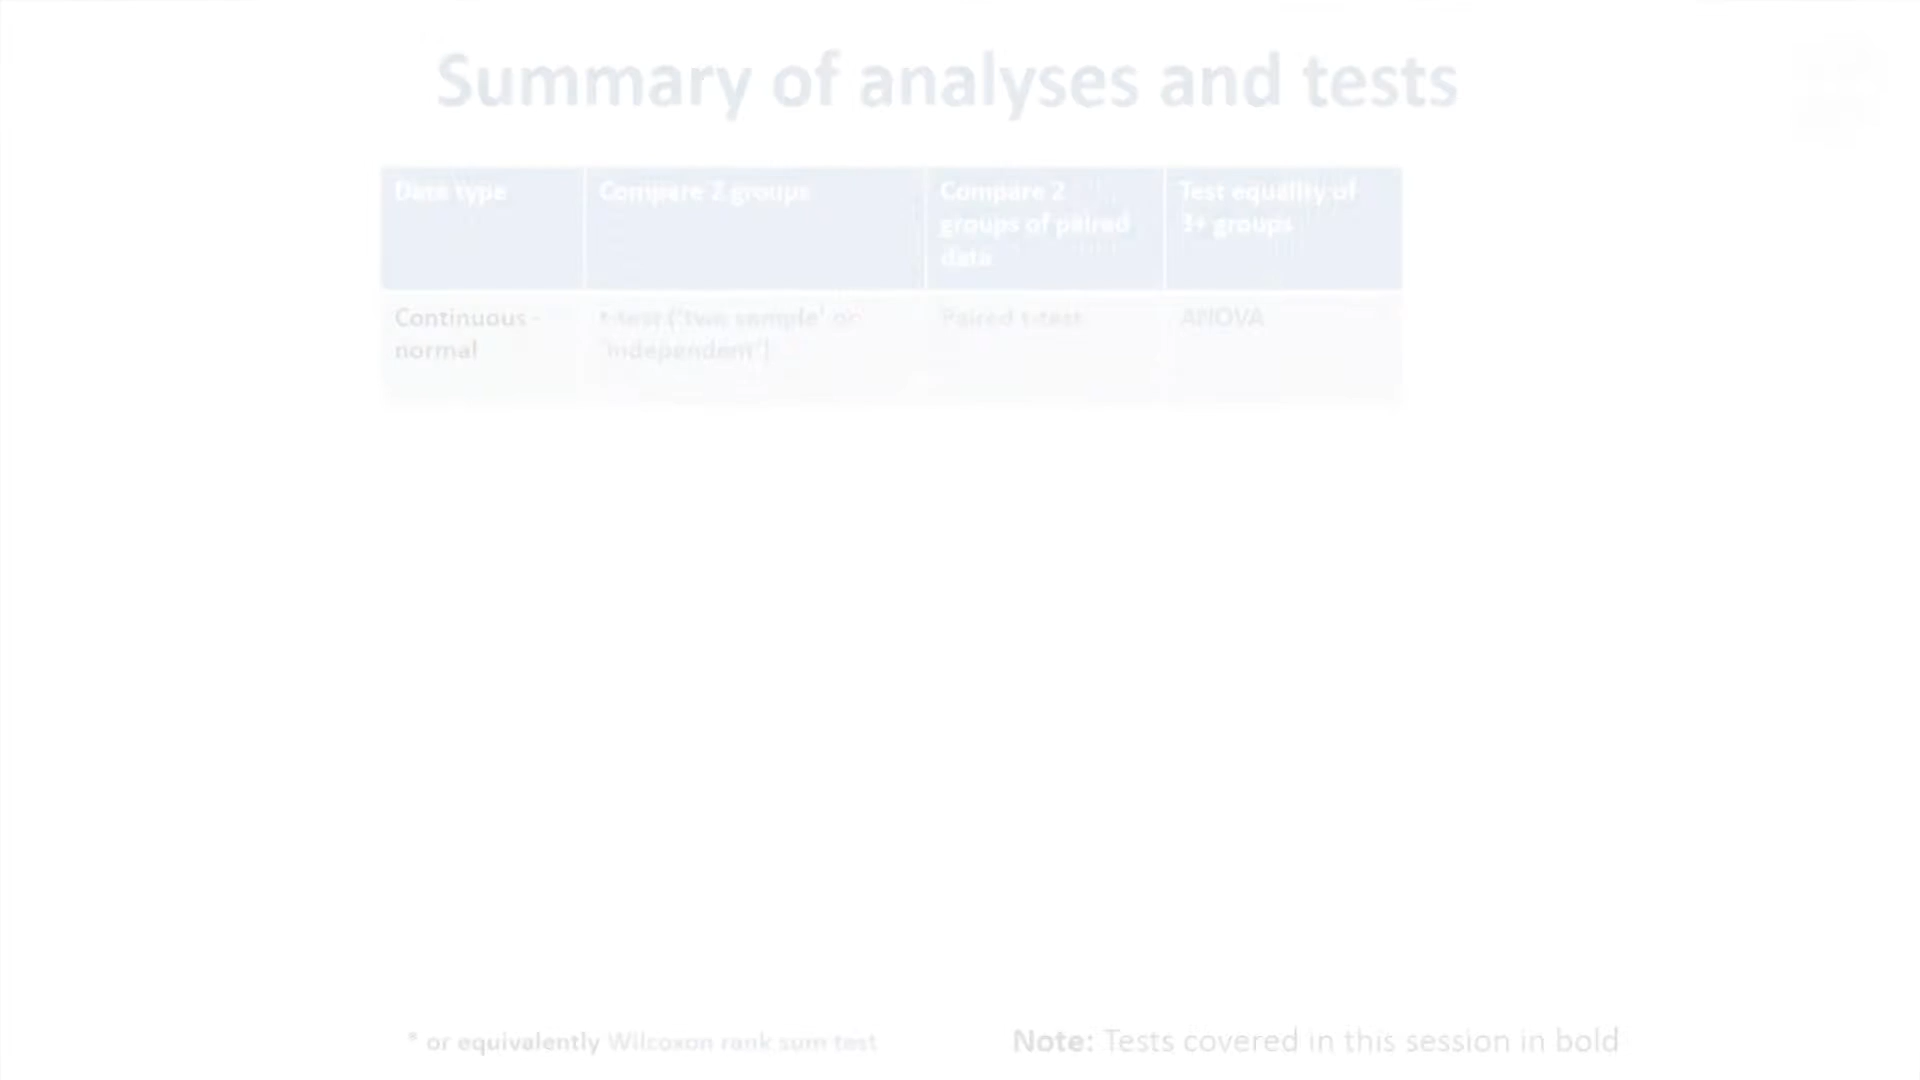 Summary of analyses and tests
Data type
Compare 2 groups
Compare 2
groups of paired
data
Test equality of
3+ groups
Continuous -
normal
t-test ('two sample' or
'independent')
Paired t-test
ANOVA
* or equivalently Wilcoxon rank sum test
Note: Tests covered in this session in bold